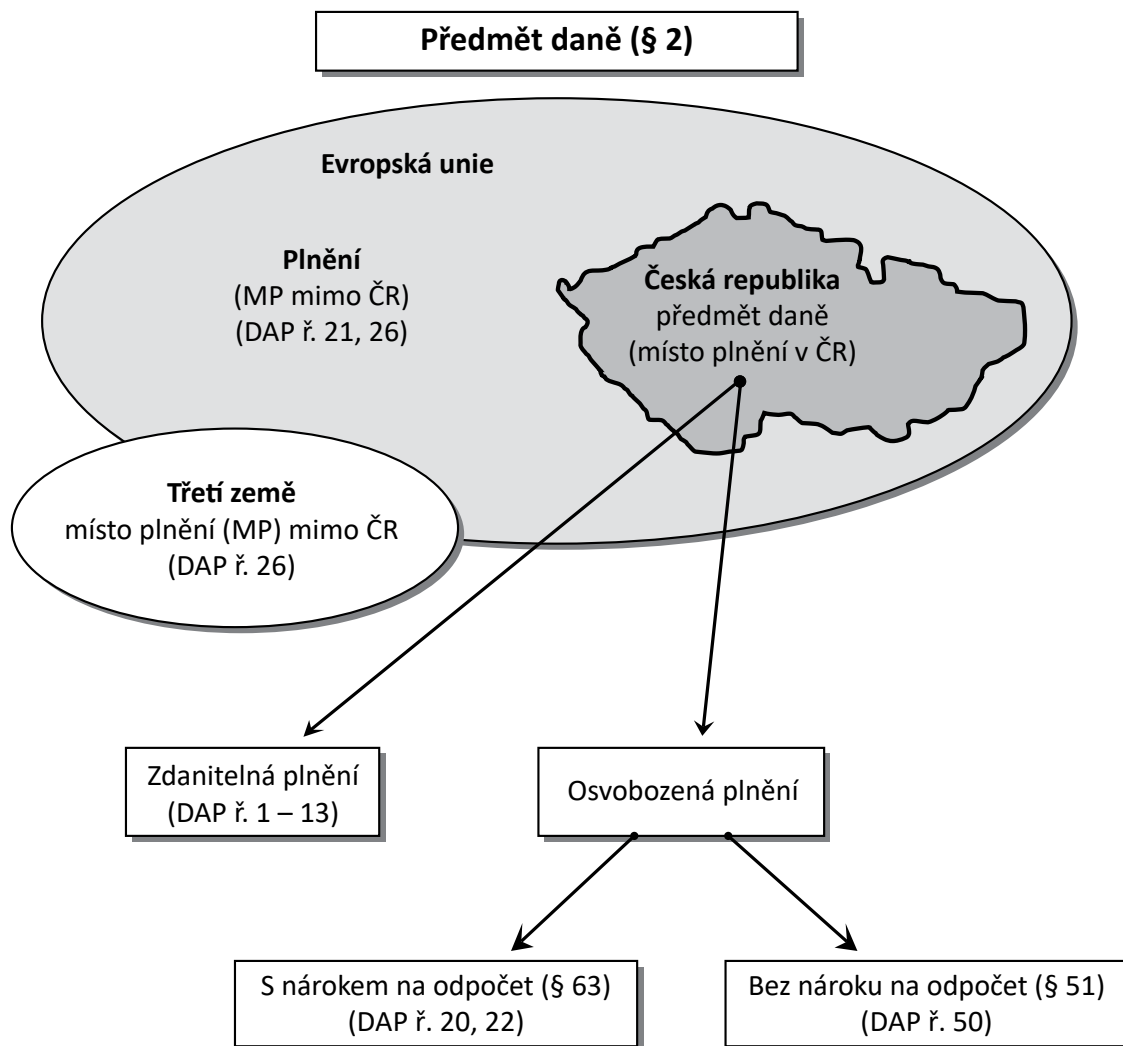 Předmět daně (§ 2)
Evropská unie
Plnění
(MP mimo ČR)
(DAP ř. 21, 26)
Česká republika
předmět daně
(místo plnění v ČR)
Třetí země
místo plnění (MP) mimo ČR
(DAP ř. 26)
Zdanitelná plnění
(DAP ř. 1 – 13)
Osvobozená plnění
S nárokem na odpočet (§ 63)
(DAP ř. 20, 22)
Bez nároku na odpočet (§ 51)
(DAP ř. 50)